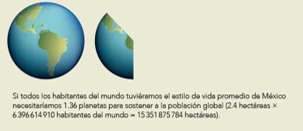 Si todos los habitantes del mundo tuviéramos el estilo de vida promedio de México
necesitaríamos 1.36 planetas para sostener a la población global (2.4 hectáreas ×
6 396 614 910 habitantes del mundo = 15 351 875 784 hectáreas).